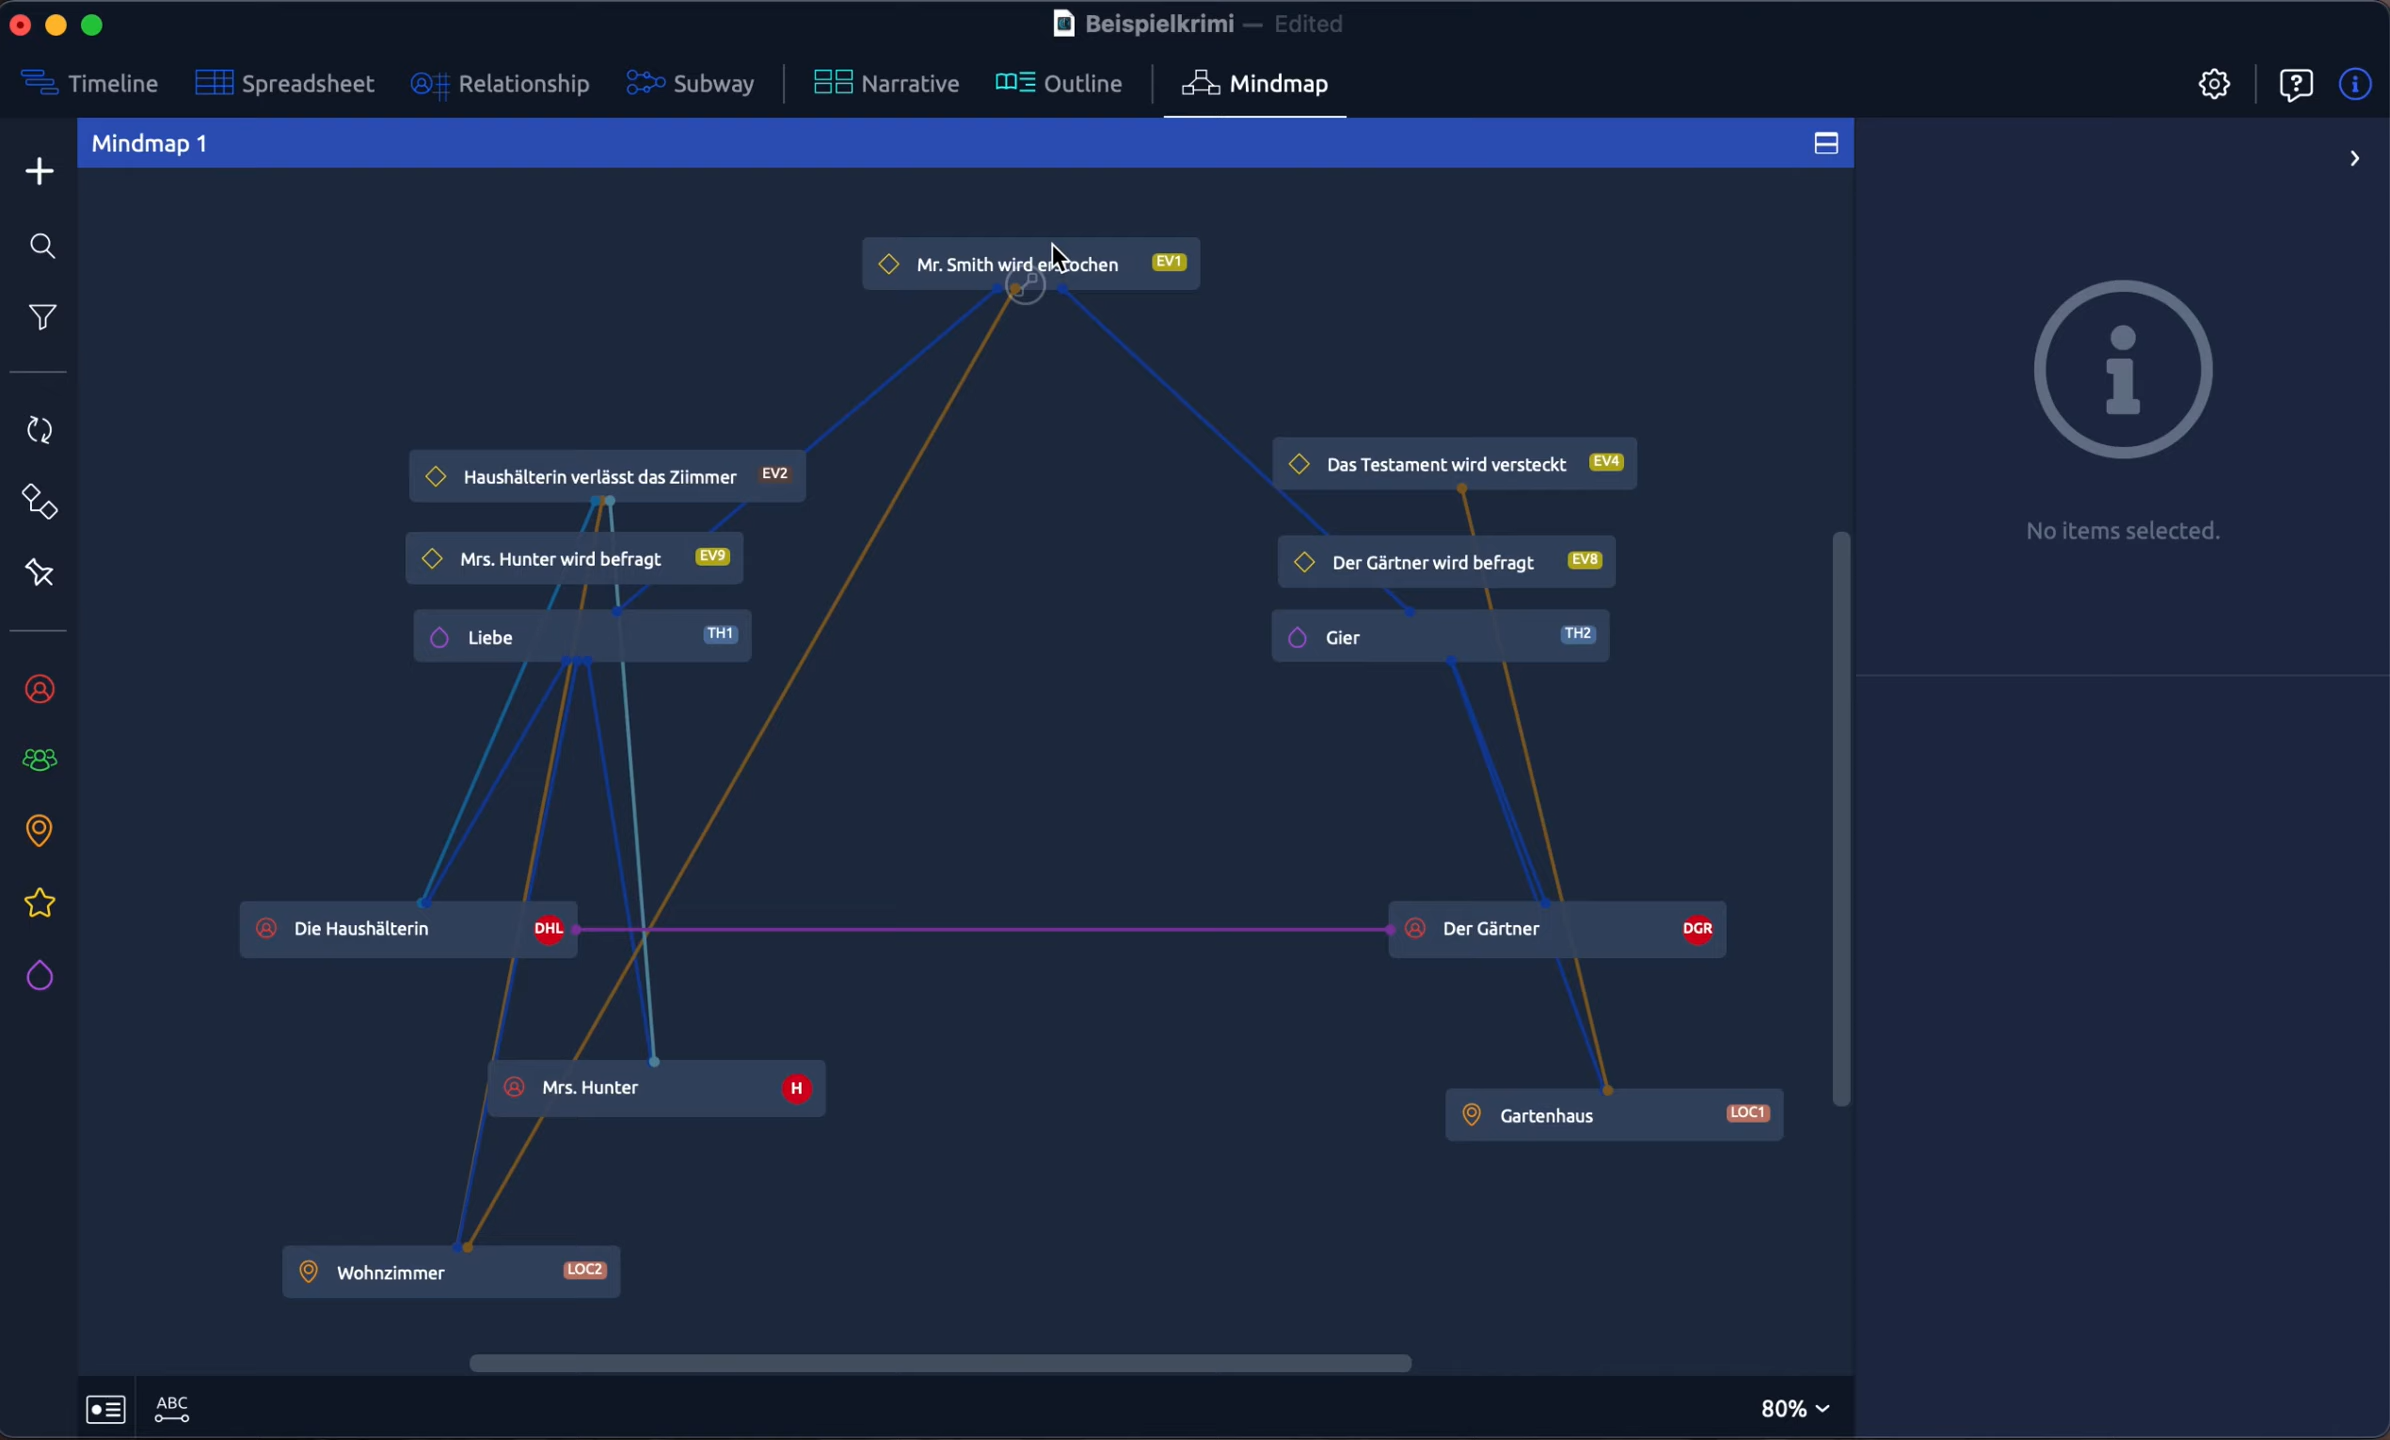 Beispielkrimi — Edited
Timeline Spreadsheet Relationship Subway Narrative Outline Mindmap
Mindmap 1
Mr. Smith wird EV1
Haushälterin verlässt das Ziimmer EV2
Das Testament wird versteckt EV4
No items selected.
Mrs. Hunter wird befragt EV9
Der Gärtner wird befragt EV8
Liebe TH1
Gier TH2
Die Haushälterin DHL
Der Gärtner DGR
Mrs. Hunter H
Gartenhaus LOC1
Wohnzimmer LOC2
ABC
80%